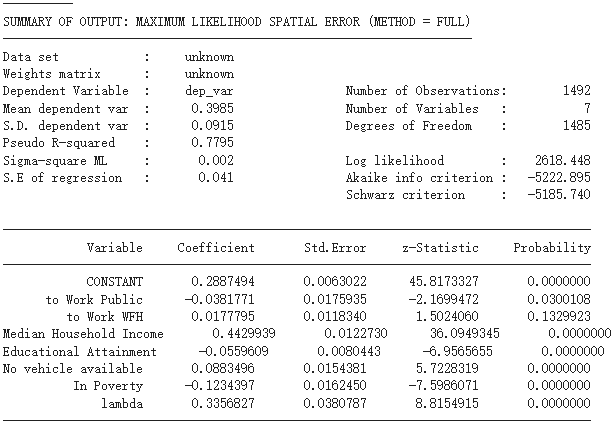 SUMMARY OF OUTPUT: MAXIMUM LIKELIHOOD SPATIAL ERROR (METHOD = FULL)
Data set : unknown
Weights matrix : unknown
Dependent Variable : dep_var Number of Observations: 1492
Mean dependent var : 0.3985 Number of Variables : 7
S.D. dependent var : 0.0915 Degrees of Freedom : 1485
Pseudo R-squared : 0.7795
Sigma-square ML : 0.002 Log likelihood : 2618.448
S.E of regression : 0.041 Akaike info criterion : -5222.895
Schwarz criterion : -5185.740
Variable Coefficient Std.Error z-Statistic Probability
CONSTANT 0.2887494 0.0063022 45.8173327 0.0000000
to Work Public -0.0381771 0.0175935 -2.1699472 0.0300108
to Work WFH 0.0177795 0.0118340 1.5024060 0.1329923
Median Household Income 0.4429939 0.0122730 36.0949345 0.0000000
Educational Attainment -0.0559609 0.0080443 -6.9565655 0.0000000
No vehicle available 0.0883496 0.0154381 5.7228319 0.0000000
In Poverty -0.1234397 0.0162450 -7.5986071 0.0000000
lambda 0.3356827 0.0380787 8.8154915 0.0000000